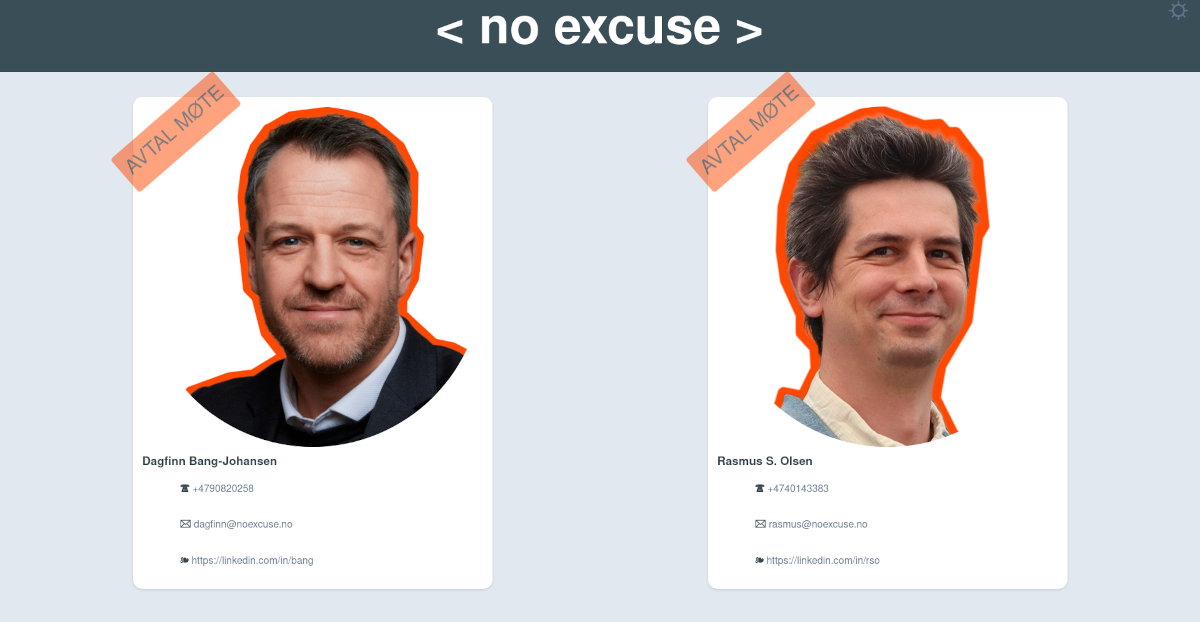 < no excuse >
AVTAL MØTE
Dagfinn Bang-Johansen
+4790820258
dagfinn@noexcuse.no
https://linkedin.com/in/bang
AVTAL MØTE
Rasmus S. Olsen
+4740143383
rasmus@noexcuse.no
https://linkedin.com/in/rso